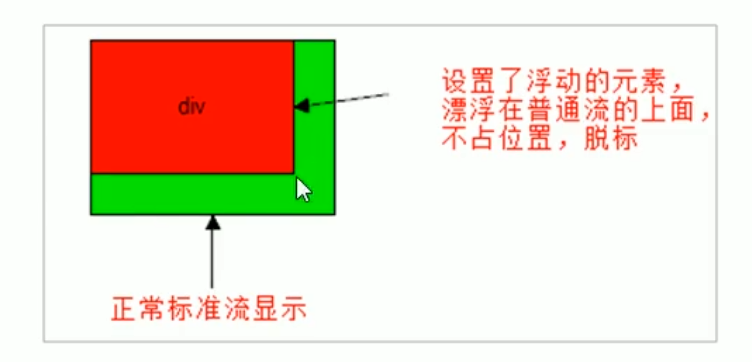 div
设置了浮动的元素，
漂浮在普通流的上面，
不占位置，脱标
正常标准流显示